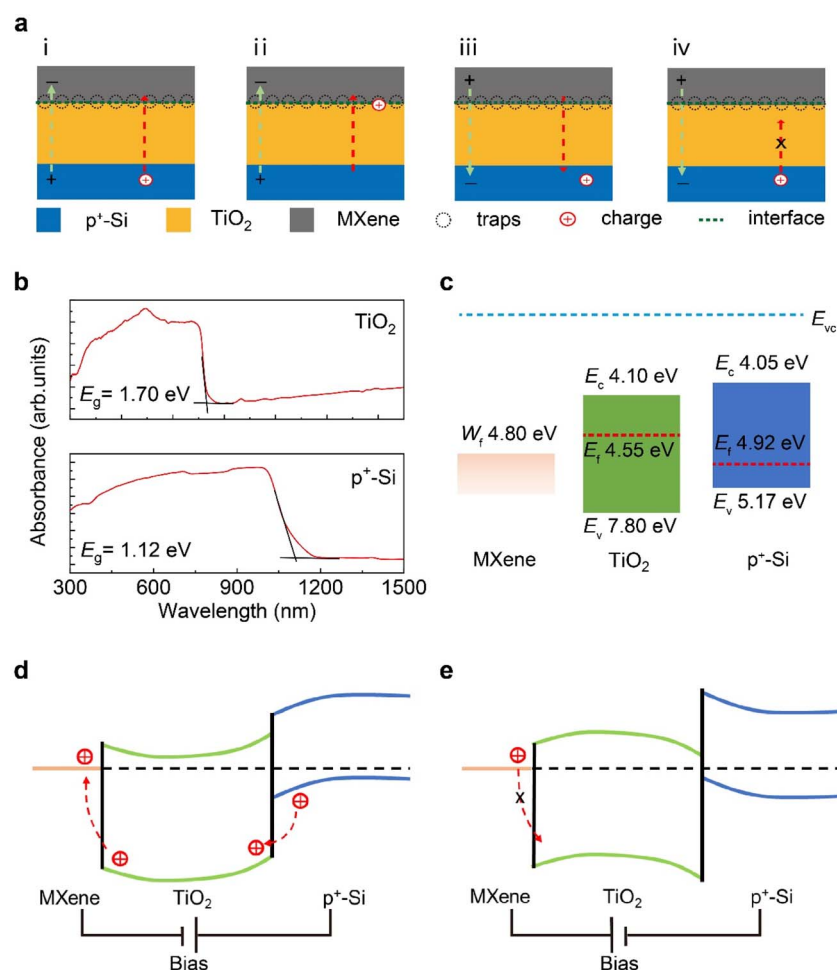 a
i
ii
iii
iv
− − + +
+ + − −
+ + + x +
p⁺-Si TiO₂ MXene traps + charge interface
b
TiO₂
E_g= 1.70 eV
p⁺-Si
E_g= 1.12 eV
Absorbance (arb.units)
300 600 900 1200 1500
Wavelength (nm)
c
E_vc
E_c 4.10 eV E_c 4.05 eV
W_f 4.80 eV E_f 4.55 eV E_f 4.92 eV
E_v 7.80 eV E_v 5.17 eV
MXene TiO₂ p⁺-Si
d
+ + + +
MXene TiO₂ p⁺-Si
Bias
e
+
x
MXene TiO₂ p⁺-Si
Bias